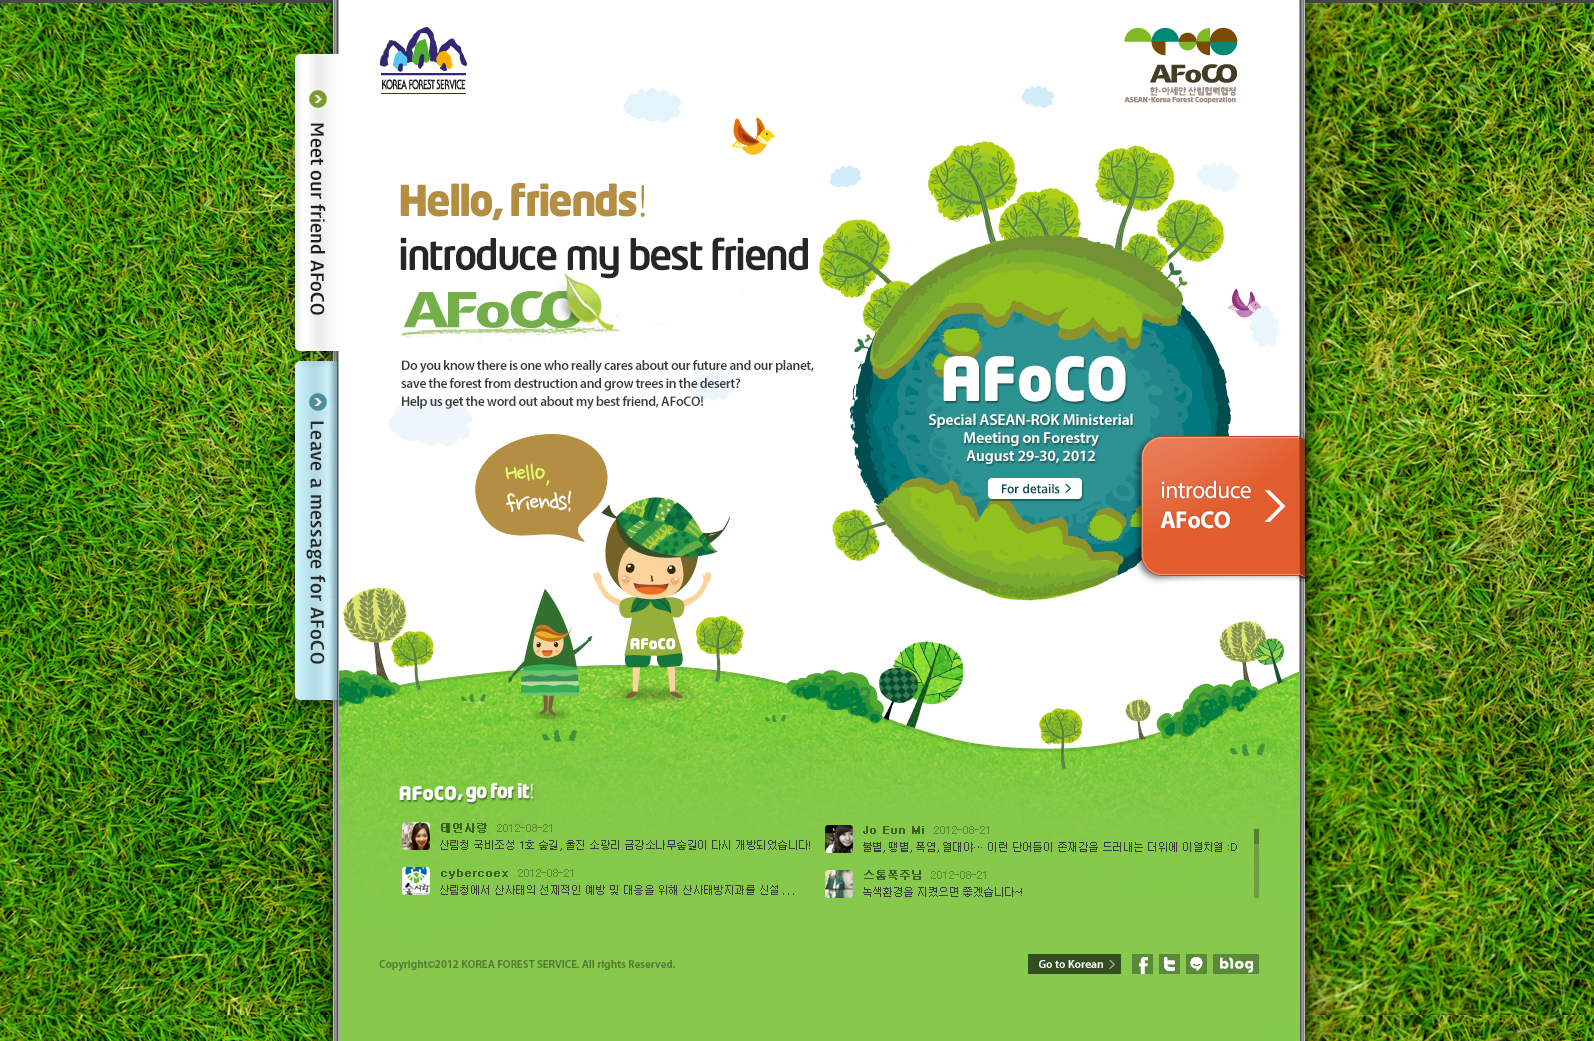 KOREA FOREST SERVICE
AFoCO
한·아세안 산림협력협정
ASEAN-Korea Forest Cooperation
Meet our friend AFoCO
Leave a message for AFoCO
Hello, friends!
introduce my best friend
AFoCO
Do you know there is one who really cares about our future and our planet,
save the forest from destruction and grow trees in the desert?
Help us get the word out about my best friend, AFoCO!
Hello,
friends!
AFoCO
AFoCO
Special ASEAN-ROK Ministerial
Meeting on Forestry
August 29-30, 2012
For details >
introduce
AFoCO
AFoCO, go for it!
태연사랑 2012-08-21
산림청 국비조성 1호 숲길, 울진 소광리 금강소나무숲길이 다시 개방되었습니다!
cybercoex 2012-08-21
산림청에서 산사태의 선제적인 예방 및 대응을 위해 산사태방지과를 신설 ...
Jo Eun Mi 2012-08-21
불볕, 땡볕, 폭염, 열대야… 이런 단어들이 존재감을 드러내는 더위에 이열치열 :D
스톰폭주님 2012-08-21
녹색환경을 지켰으면 좋겠습니다~!
Copyright©2012 KOREA FOREST SERVICE. All rights Reserved.
Go to Korean >
blog